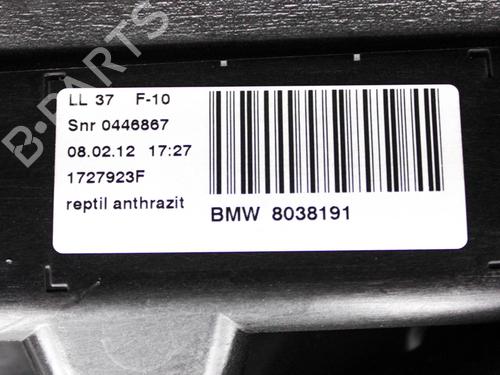 LL 37 F-10
Snr 0446867
08.02.12 17:27
1727923F
reptil anthrazit
BMW 8038191
B-PARTS